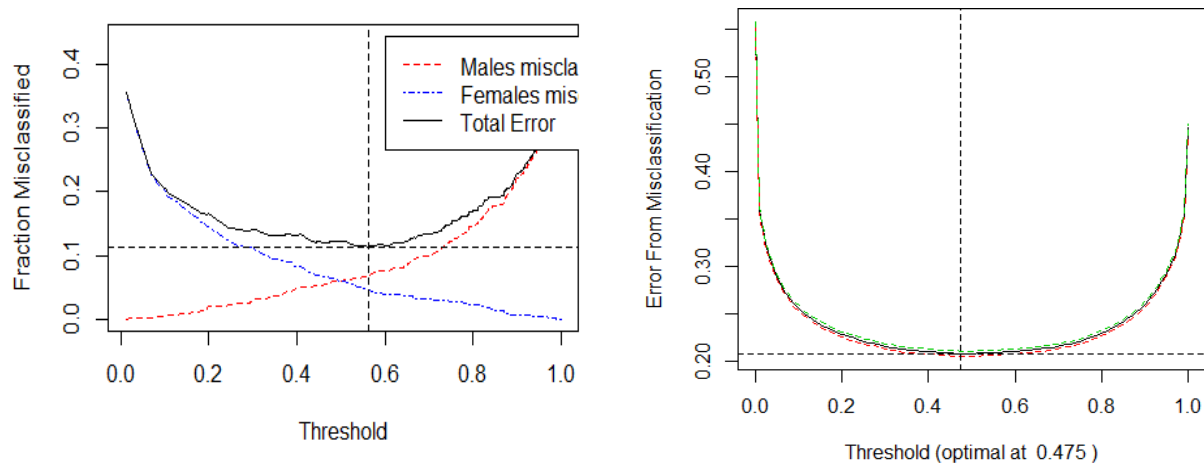 Fraction Misclassified
0.4
0.3
0.2
0.1
0.0
Males miscla
Females mis
Total Error
0.0 0.2 0.4 0.6 0.8 1.0
Threshold
Error From Misclassification
0.50
0.40
0.30
0.20
0.0 0.2 0.4 0.6 0.8 1.0
Threshold (optimal at 0.475 )